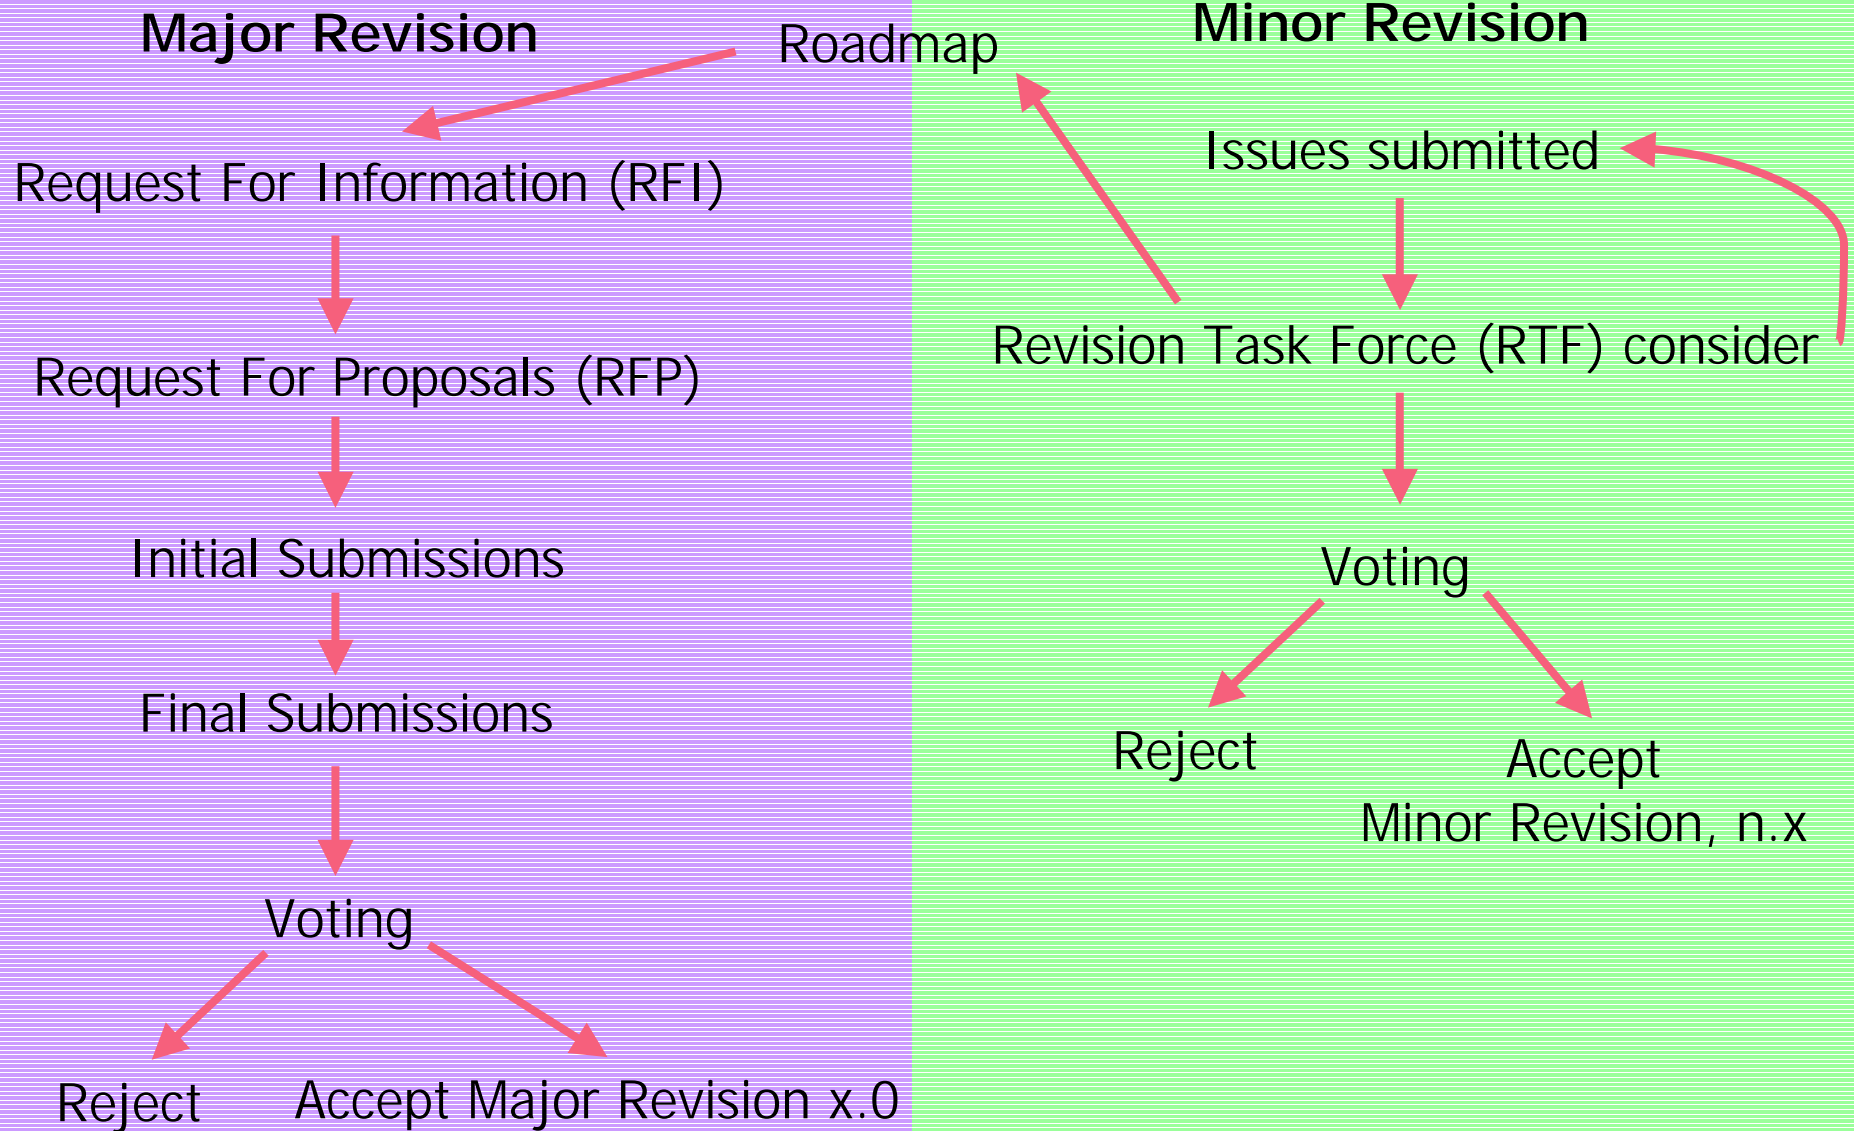 Major Revision
Roadmap
Minor Revision
Request For Information (RFI)
Request For Proposals (RFP)
Initial Submissions
Final Submissions
Voting
Reject
Accept Major Revision x.0
Issues submitted
Revision Task Force (RTF) consider
Voting
Reject
Accept
Minor Revision, n.x